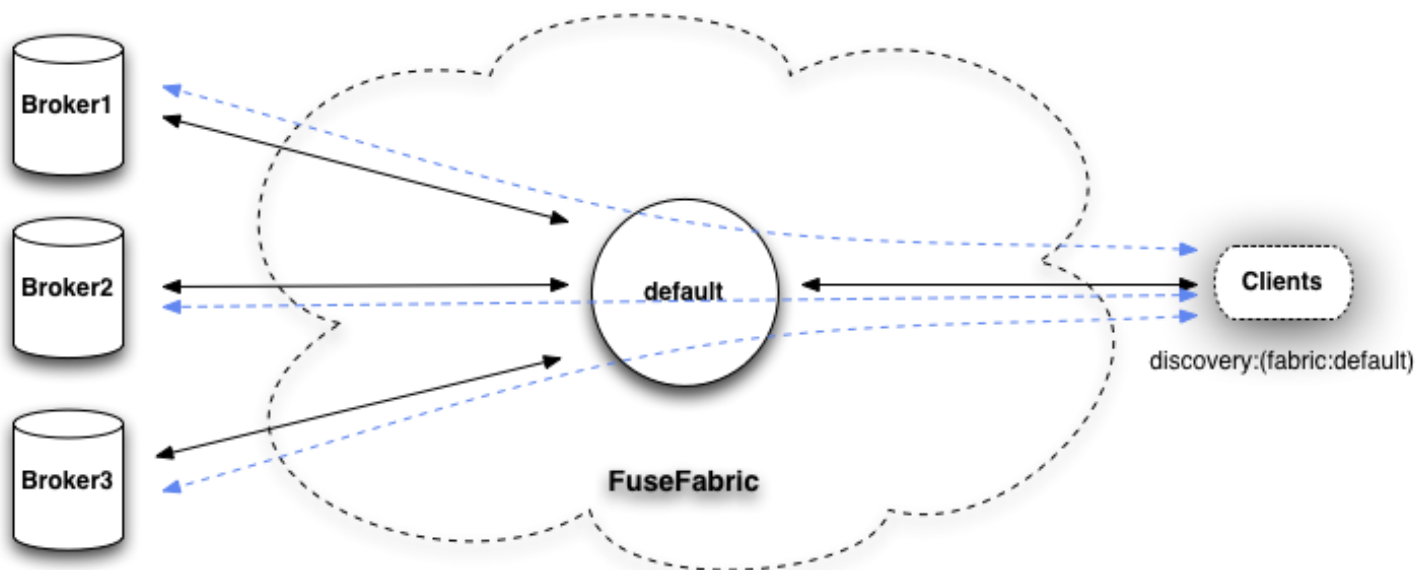 Broker1
Broker2
default
Clients
discovery:(fabric:default)
Broker3
FuseFabric